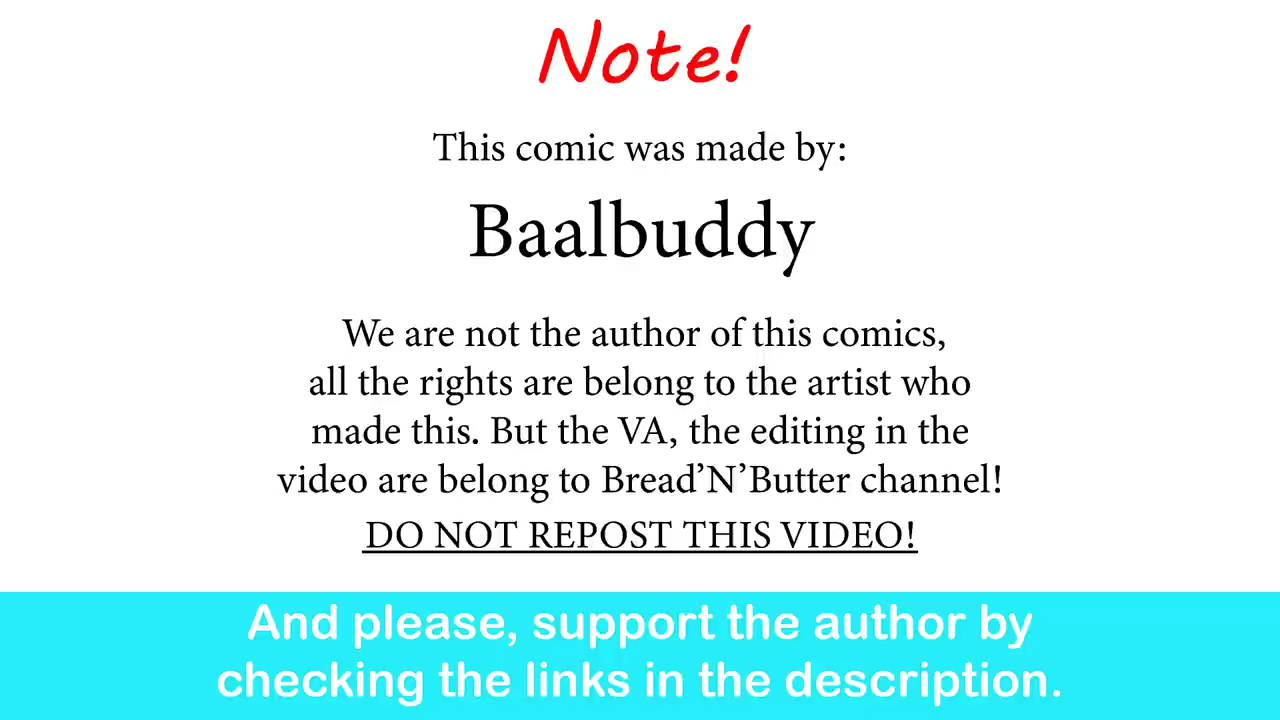 Note!
This comic was made by:
Baalbuddy
We are not the author of this comics,
all the rights are belong to the artist who
made this. But the VA, the editing in the
video are belong to Bread’N’Butter channel!
DO NOT REPOST THIS VIDEO!
And please, support the author by
checking the links in the description.